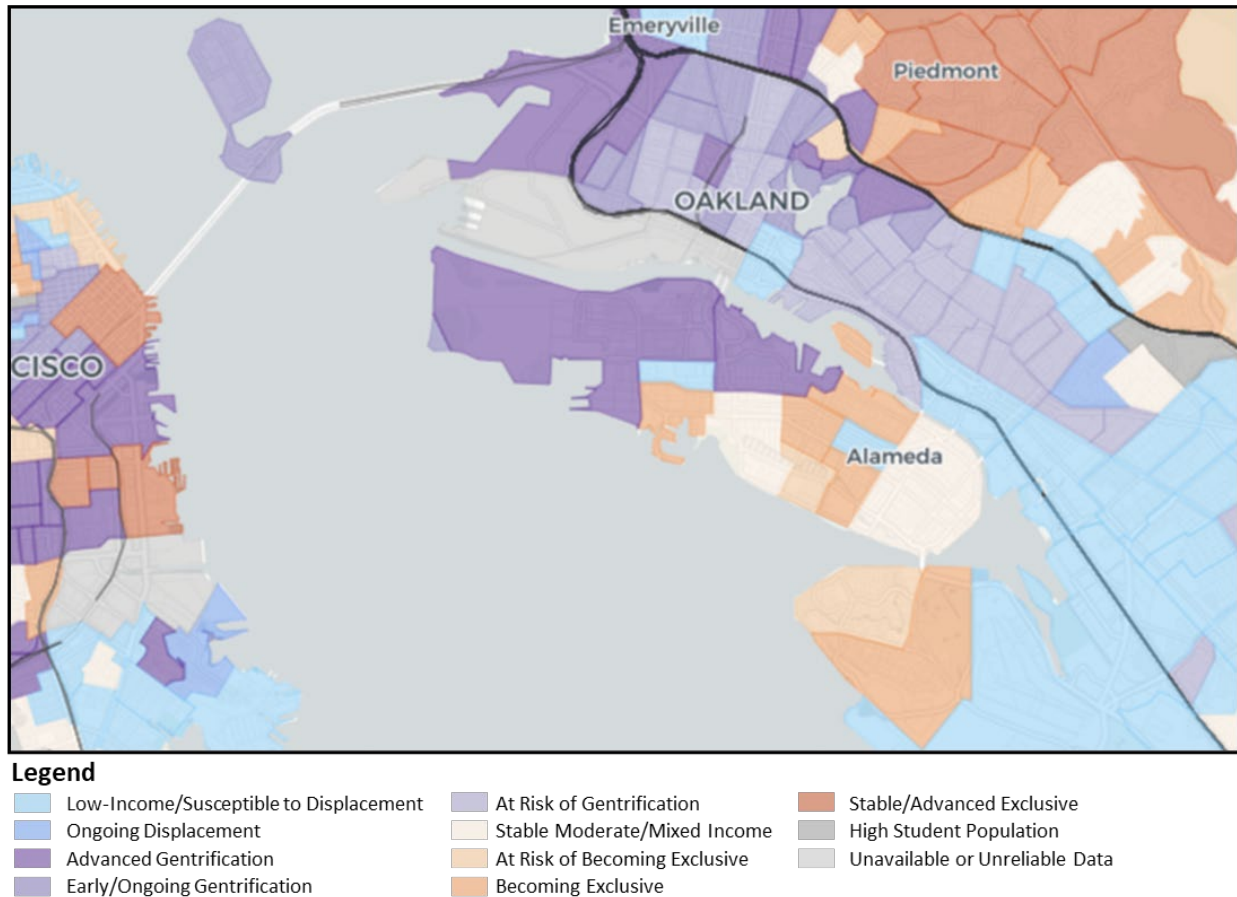 Emeryville
Piedmont
OAKLAND
CISCO
Alameda
Legend
Low-Income/Susceptible to Displacement
Ongoing Displacement
Advanced Gentrification
Early/Ongoing Gentrification
At Risk of Gentrification
Stable Moderate/Mixed Income
At Risk of Becoming Exclusive
Becoming Exclusive
Stable/Advanced Exclusive
High Student Population
Unavailable or Unreliable Data